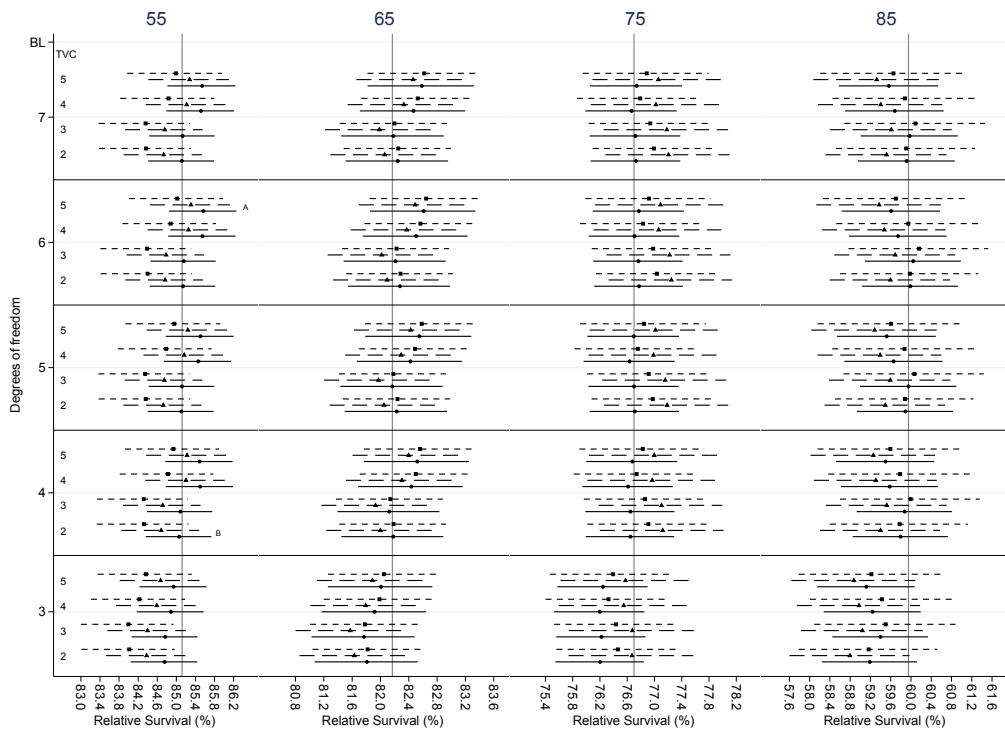 55 65 75 85
BL
TVC
5
4
7
3
2
5
A
4
6
3
2
Degrees of freedom
5
4
5
3
2
5
4
4
3
2
B
5
4
3
3
2
83.0 83.4 83.8 84.2 84.6 85.0 85.4 85.8 86.2
80.8 81.2 81.6 82.0 82.4 82.8 83.2 83.6
75.4 75.8 76.2 76.6 77.0 77.4 77.8 78.2
57.6 58.0 58.4 58.8 59.2 59.6 60.0 60.4 60.8 61.2 61.6
Relative Survival (%) Relative Survival (%) Relative Survival (%) Relative Survival (%)